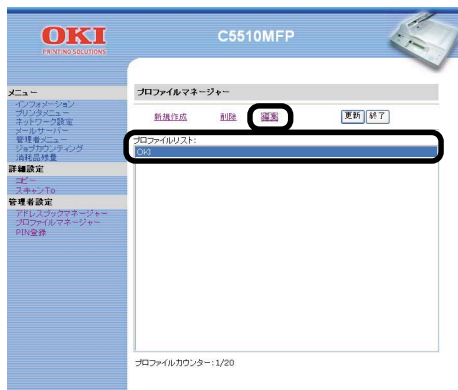 OKI
PRINTING SOLUTIONS
C5510MFP
メニュー
インフォメーション
プリンタメニュー
ネットワーク設定
メールサーバー
管理者メニュー
ジョブカウンティング
消耗品残量
詳細設定
コピー
スキャンTo
管理者設定
アドレスブックマネージャー
プロファイルマネージャー
PIN登録
プロファイルマネージャー
新規作成 削除 編集 更新 終了
プロファイルリスト:
OKI
プロファイルカウンター:1/20